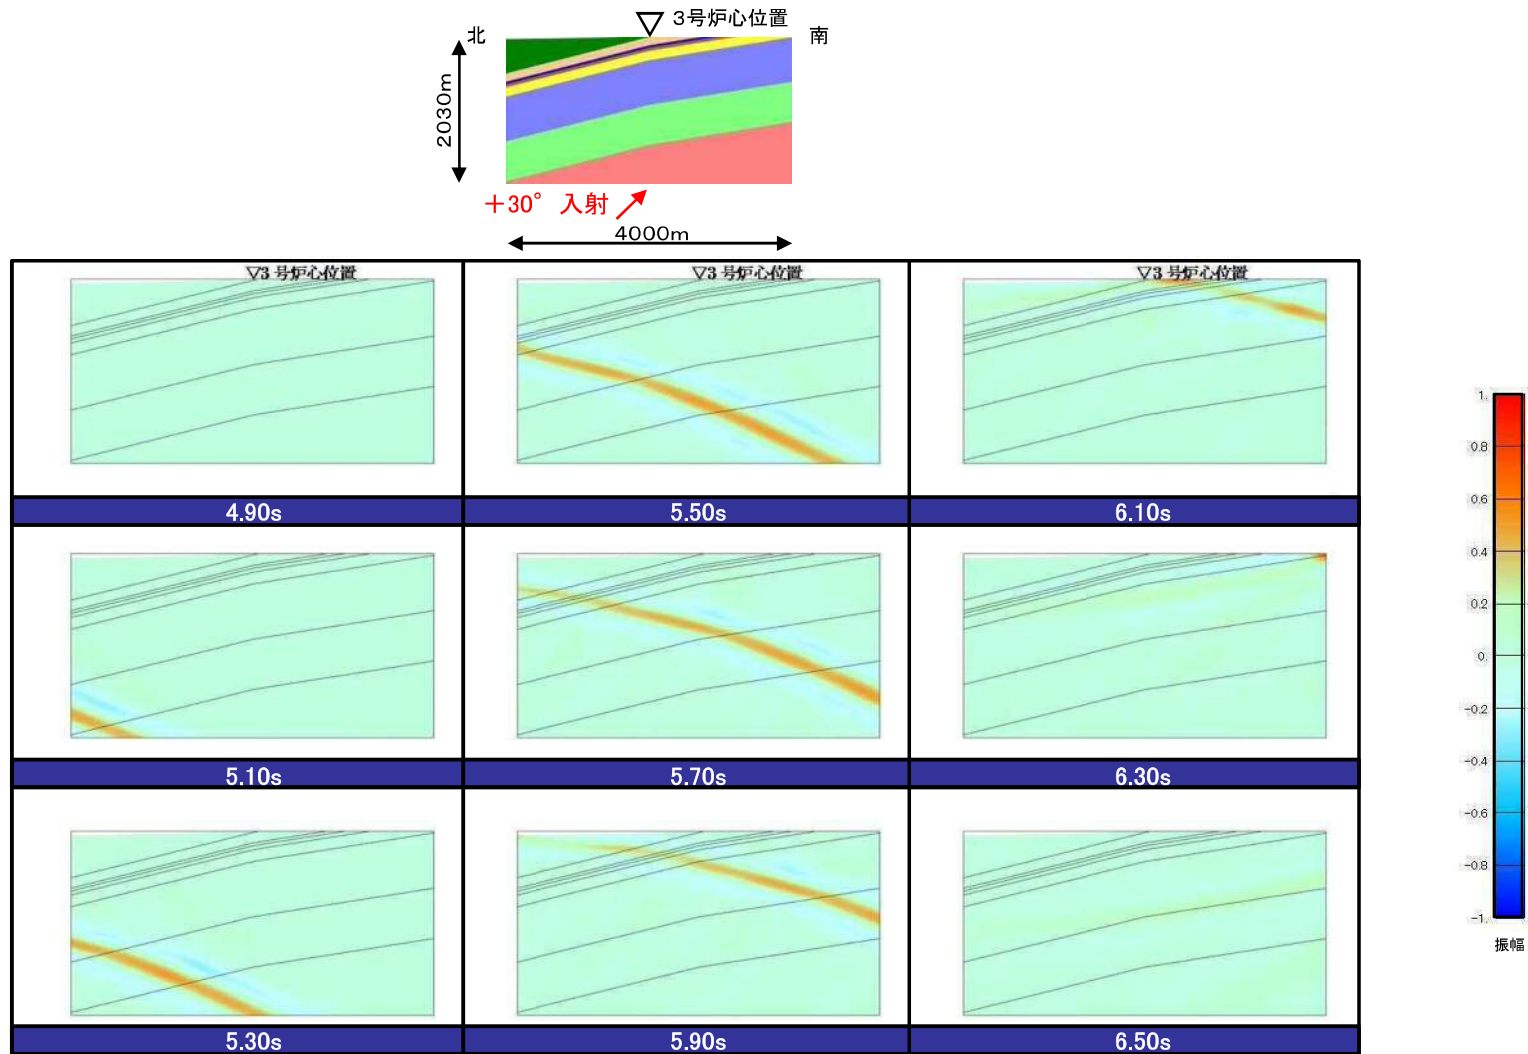 3号炉心位置
北
南
2030m
+30° 入射
4000m
▽3 号炉心位置
▽3 号炉心位置
▽3 号炉心位置
4.90s
5.50s
6.10s
5.10s
5.70s
6.30s
5.30s
5.90s
6.50s
1.
0.8
0.6
0.4
0.2
0.
-0.2
-0.4
-0.6
-0.8
-1.
振幅